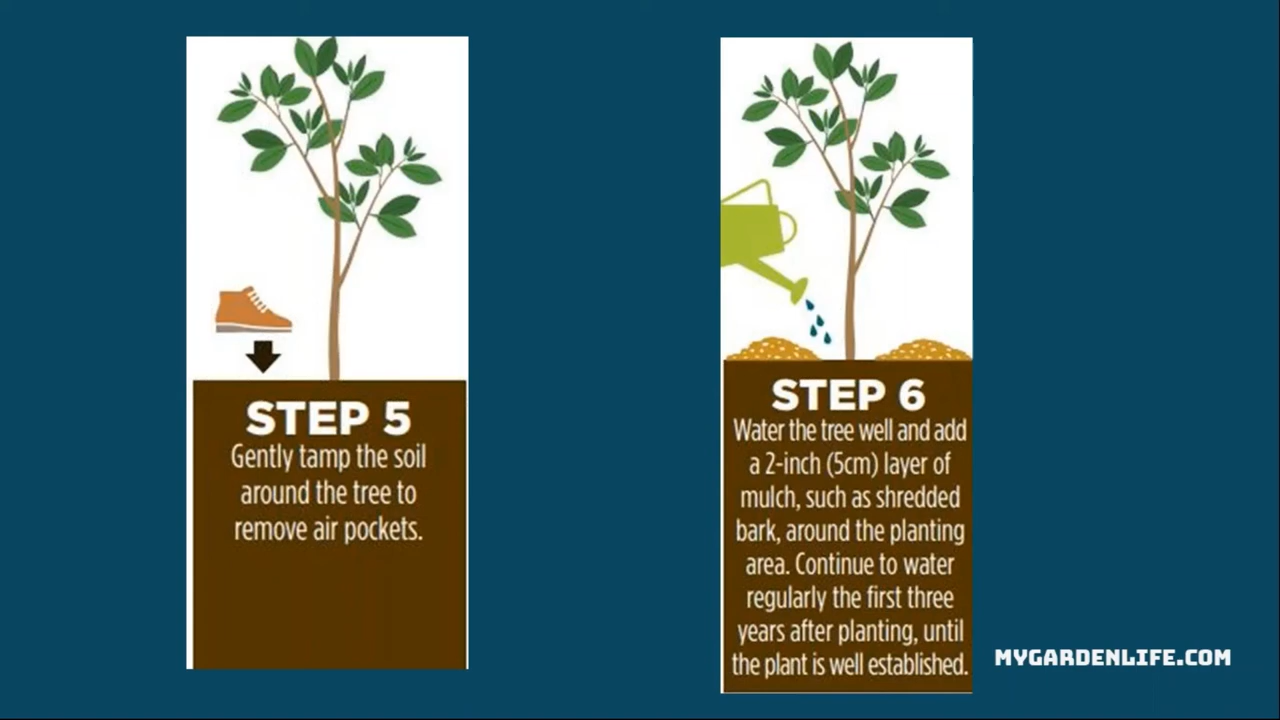 STEP 5
Gently tamp the soil
around the tree to
remove air pockets.
STEP 6
Water the tree well and add
a 2-inch (5cm) layer of
mulch, such as shredded
bark, around the planting
area. Continue to water
regularly the first three
years after planting, until
the plant is well established.
MYGARDENLIFE.COM